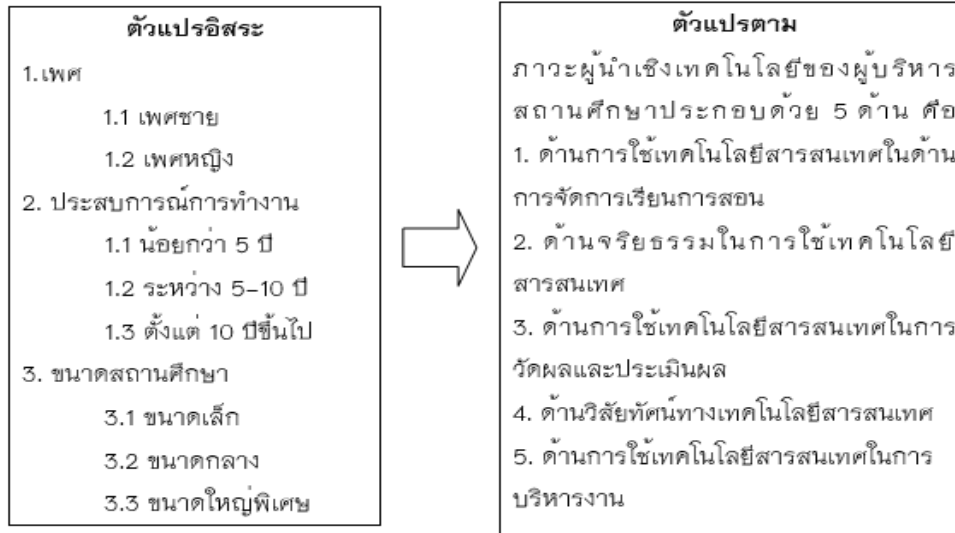 ตัวแปรอิสระ
1.เพศ
1.1 เพศชาย
1.2 เพศหญิง
2. ประสบการณ์การทำงาน
1.1 น้อยกว่า 5 ปี
1.2 ระหว่าง 5-10 ปี
1.3 ตั้งแต่ 10 ปีขึ้นไป
3. ขนาดสถานศึกษา
3.1 ขนาดเล็ก
3.2 ขนาดกลาง
3.3 ขนาดใหญ่พิเศษ
ตัวแปรตาม
ภาวะผู้นำเชิงเทคโนโลยีของผู้บริหาร
สถานศึกษาประกอบด้วย 5 ด้าน คือ
1. ด้านการใช้เทคโนโลยีสารสนเทศในด้าน
การจัดการเรียนการสอน
2. ด้านจริยธรรมในการใช้เทคโนโลยี
สารสนเทศ
3. ด้านการใช้เทคโนโลยีสารสนเทศในการ
วัดผลและประเมินผล
4. ด้านวิสัยทัศน์ทางเทคโนโลยีสารสนเทศ
5. ด้านการใช้เทคโนโลยีสารสนเทศในการ
บริหารงาน